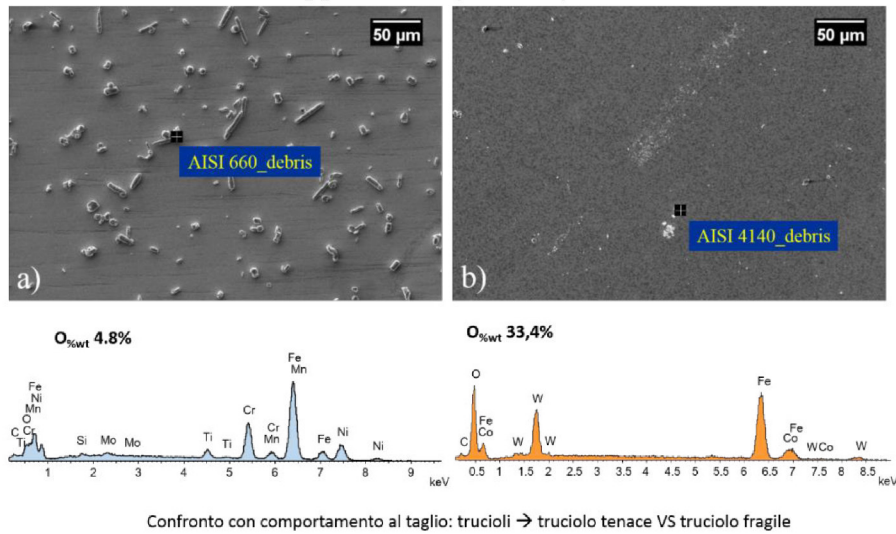 50 µm
AISI 660_debris
a)
50 µm
AISI 4140_debris
b)
O%wt 4.8%
Fe
Ni
Mn
O
C Cr
Ti
Si
Mo
Mo
Ti
Ti
Cr
Cr
Mn
Fe
Mn
Fe
Ni
Ni
1 2 3 4 5 6 7 8 9
keV
O%wt 33,4%
O
C
Fe
Co
W
W
W
Fe
Fe
Co
W Co
W
0.5 1 1.5 2 2.5 3 3.5 4 4.5 5 5.5 6 6.5 7 7.5 8 8.5
keV
Confronto con comportamento al taglio: trucioli → truciolo tenace VS truciolo fragile